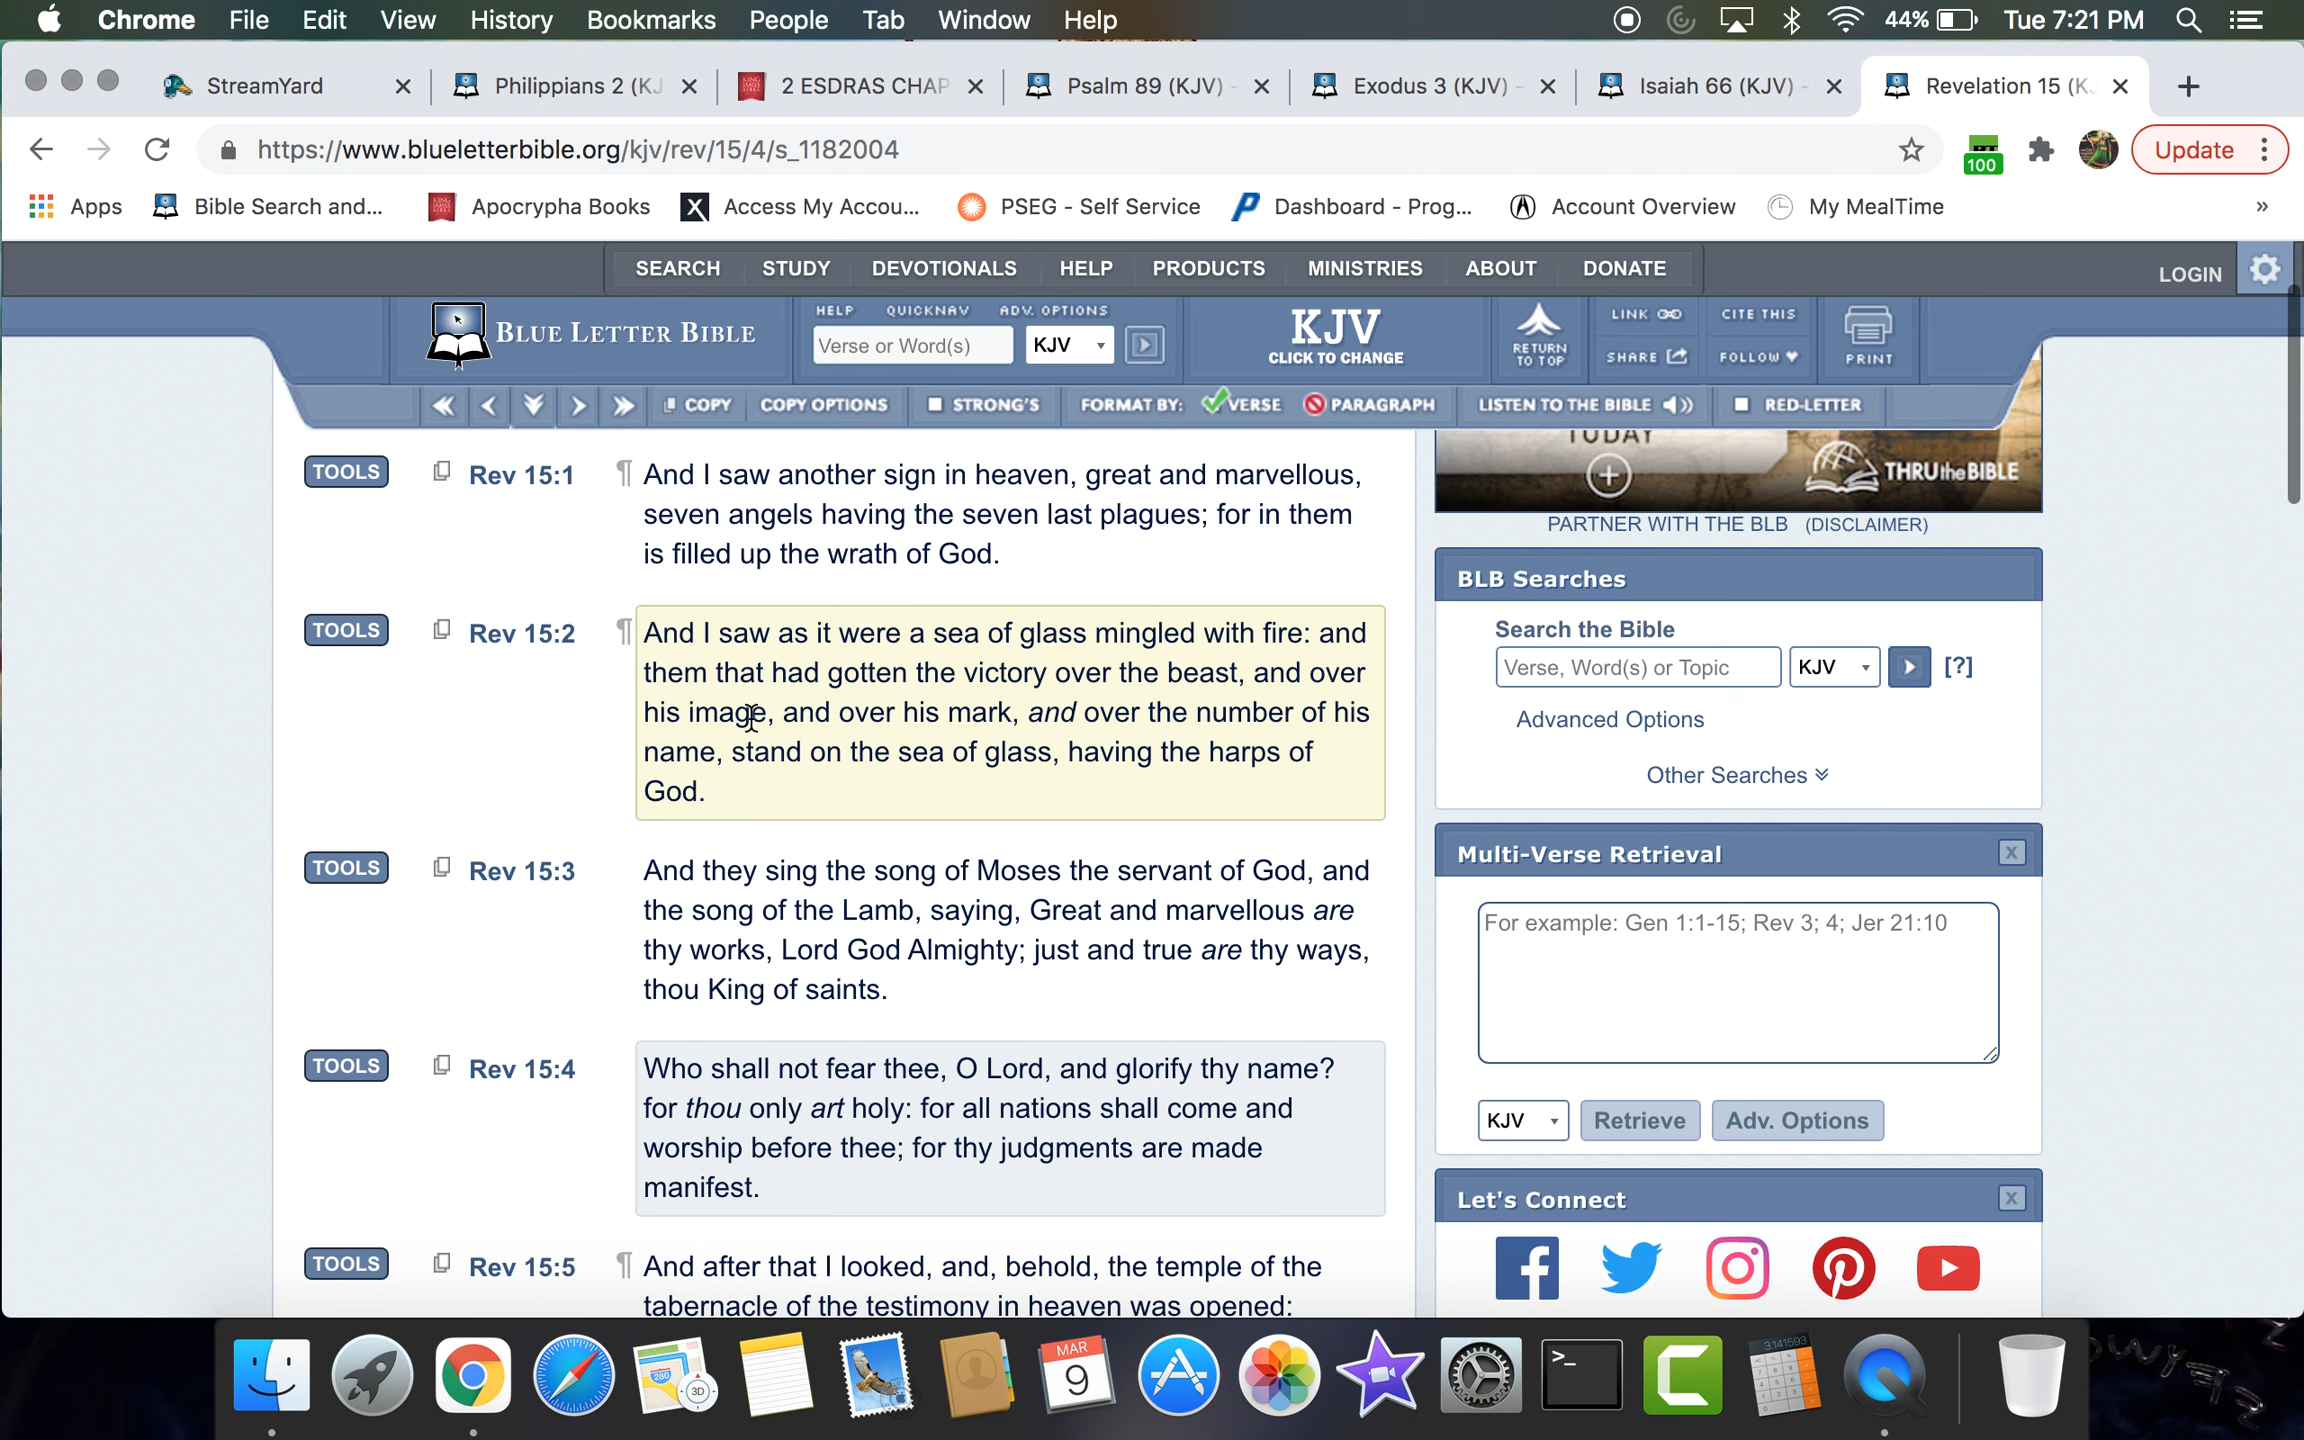 Chrome File Edit View History Bookmarks People Tab Window Help 44% Tue 7:21 PM
StreamYard Philippians 2 (KJ 2 ESDRAS CHAP Psalm 89 (KJV) - Exodus 3 (KJV) - Isaiah 66 (KJV) - Revelation 15 (K
https://www.blueletterbible.org/kjv/rev/15/4/s_1182004 100 Update
Apps Bible Search and... Apocrypha Books Access My Accou... PSEG - Self Service Dashboard - Prog... Account Overview My MealTime »
SEARCH STUDY DEVOTIONALS HELP PRODUCTS MINISTRIES ABOUT DONATE LOGIN
HELP QUICKNAV ADV. OPTIONS
BLUE LETTER BIBLE Verse or Word(s) KJV
KJV
CLICK TO CHANGE
RETURN
TO TOP
LINK CITE THIS
SHARE FOLLOW
PRINT
COPY COPY OPTIONS STRONG'S FORMAT BY: VERSE PARAGRAPH LISTEN TO THE BIBLE RED-LETTER
TOOLS Rev 15:1 ¶ And I saw another sign in heaven, great and marvellous,
seven angels having the seven last plagues; for in them
is filled up the wrath of God.
TOOLS Rev 15:2 ¶ And I saw as it were a sea of glass mingled with fire: and
them that had gotten the victory over the beast, and over
his image, and over his mark, and over the number of his
name, stand on the sea of glass, having the harps of
God.
TOOLS Rev 15:3 And they sing the song of Moses the servant of God, and
the song of the Lamb, saying, Great and marvellous are
thy works, Lord God Almighty; just and true are thy ways,
thou King of saints.
TOOLS Rev 15:4 Who shall not fear thee, O Lord, and glorify thy name?
for thou only art holy: for all nations shall come and
worship before thee; for thy judgments are made
manifest.
TOOLS Rev 15:5 ¶ And after that I looked, and, behold, the temple of the
tabernacle of the testimony in heaven was opened:
TODAY
THRU the BIBLE
PARTNER WITH THE BLB (DISCLAIMER)
BLB Searches
Search the Bible
Verse, Word(s) or Topic KJV [?]
Advanced Options
Other Searches
Multi-Verse Retrieval x
For example: Gen 1:1-15; Rev 3; 4; Jer 21:10
KJV Retrieve Adv. Options
Let's Connect x
280 3D
MAR
9
>_
3.141593